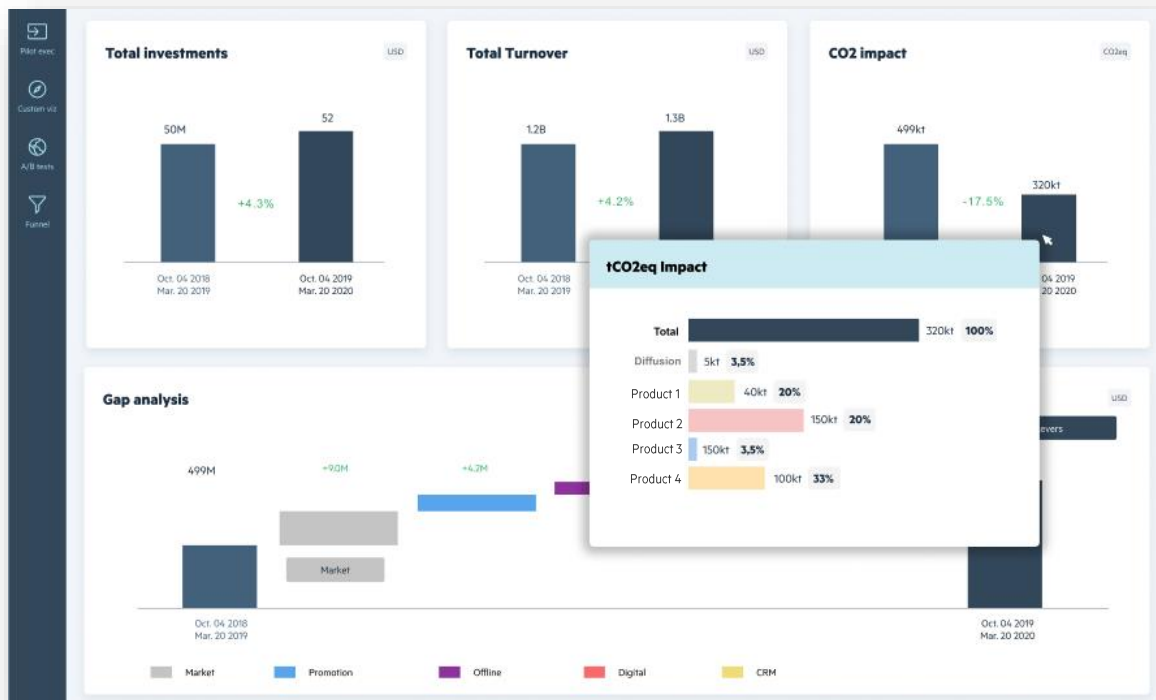 Pilot exec
Custom viz
A/B tests
Funnel
Total investments
USD
50M
52
+4.3%
Oct. 04 2018
Mar. 20 2019
Oct. 04 2019
Mar. 20 2020
Total Turnover
USD
1.2B
1.3B
+4.2%
Oct. 04 2018
Mar. 20 2019
CO2 impact
CO2eq
499kt
320kt
-17.5%
04 2019
20 2020
tCO2eq Impact
Total 320kt 100%
Diffusion 5kt 3,5%
Product 1 40kt 20%
Product 2 150kt 20%
Product 3 150kt 3,5%
Product 4 100kt 33%
Gap analysis
USD
evers
499M
+9.0M
+4.2M
Market
Oct. 04 2018
Mar. 20 2019
Oct. 04 2019
Mar. 20 2020
Market
Promotion
Offline
Digital
CRM